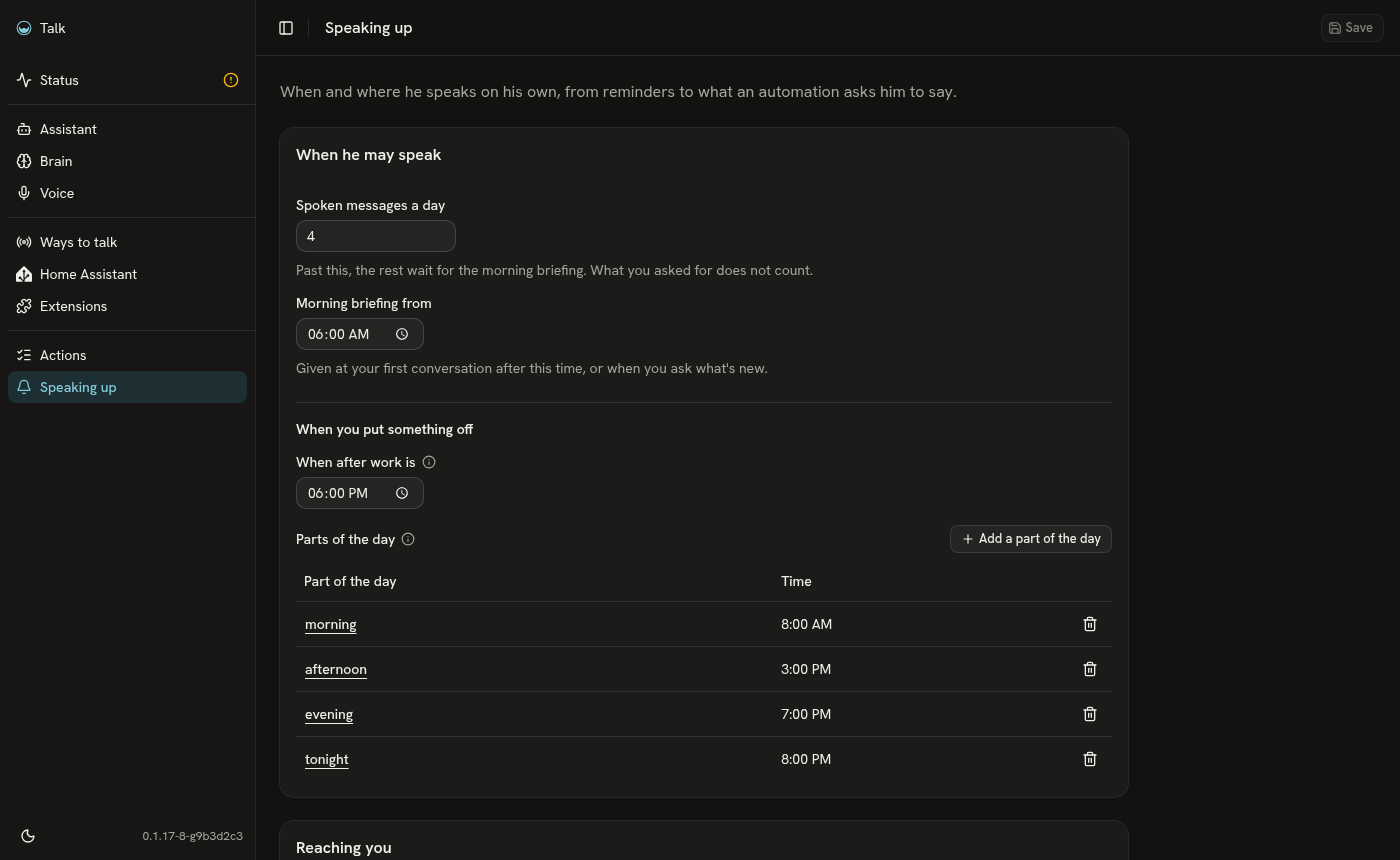 Talk
Speaking up
Save
Status
Assistant
Brain
Voice
Ways to talk
Home Assistant
Extensions
Actions
Speaking up
0.1.17-8-g9b3d2c3
When and where he speaks on his own, from reminders to what an automation asks him to say.
When he may speak
Spoken messages a day
4
Past this, the rest wait for the morning briefing. What you asked for does not count.
Morning briefing from
06:00 AM
Given at your first conversation after this time, or when you ask what's new.
When you put something off
When after work is
06:00 PM
Parts of the day
Add a part of the day
Part of the day Time
morning 8:00 AM
afternoon 3:00 PM
evening 7:00 PM
tonight 8:00 PM
Reaching you